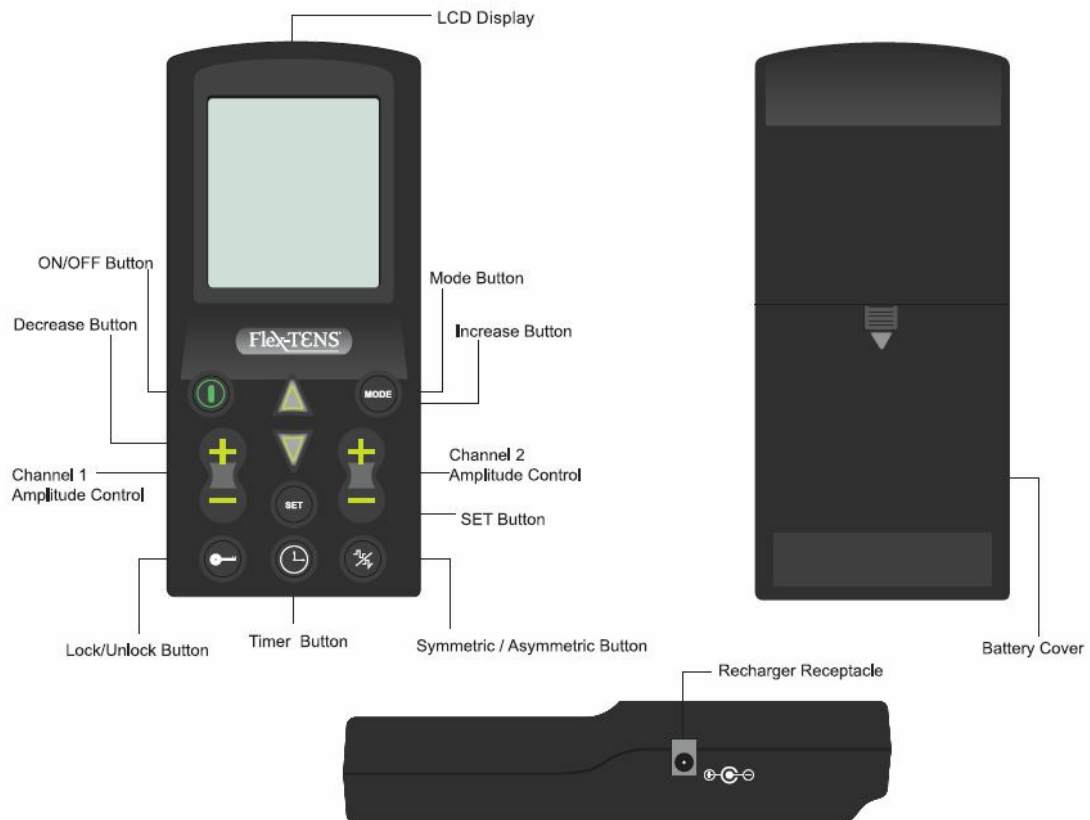 LCD Display
ON/OFF Button
Mode Button
Decrease Button
Increase Button
Flex-TENS®
MODE
Channel 1
Amplitude Control
Channel 2
Amplitude Control
SET
SET Button
Lock/Unlock Button
Timer Button
Symmetric / Asymmetric Button
Battery Cover
Recharger Receptacle